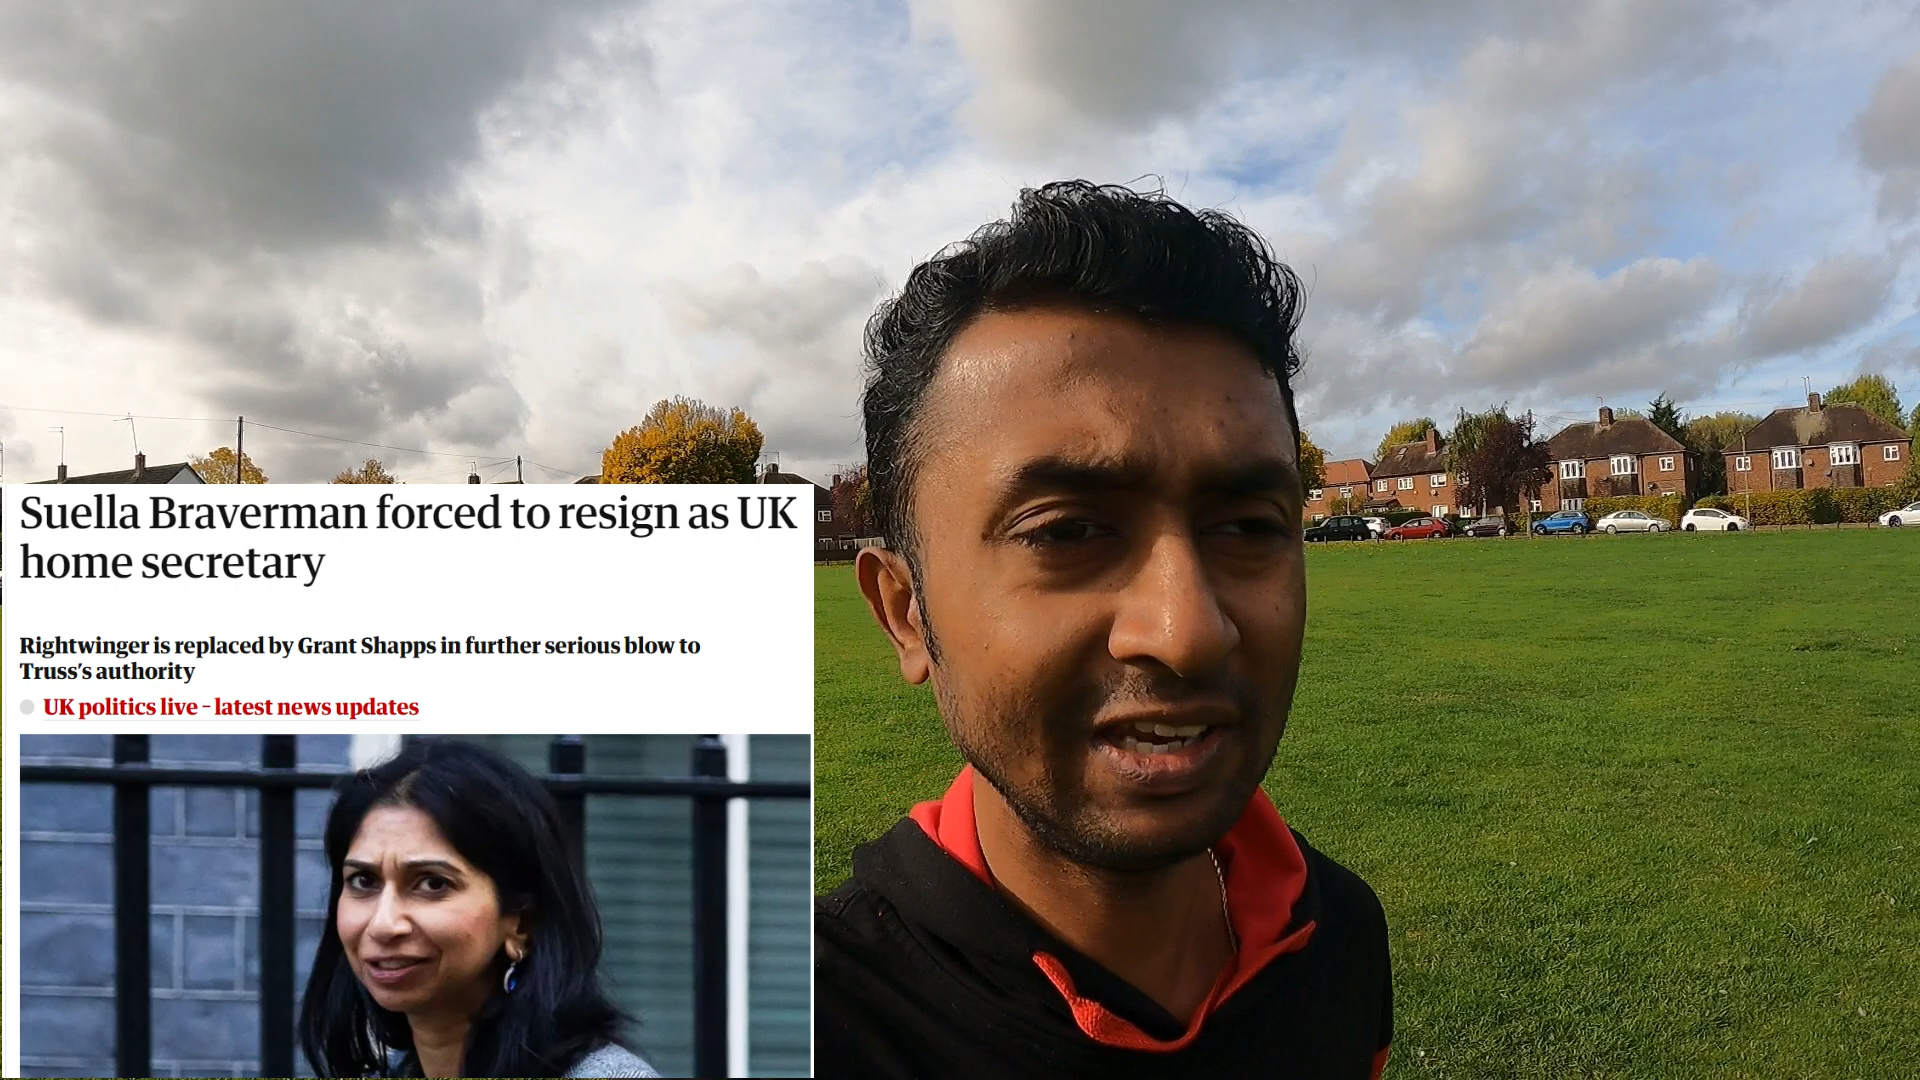 Suella Braverman forced to resign as UK
home secretary
Rightwinger is replaced by Grant Shapps in further serious blow to
Truss's authority
UK politics live – latest news updates